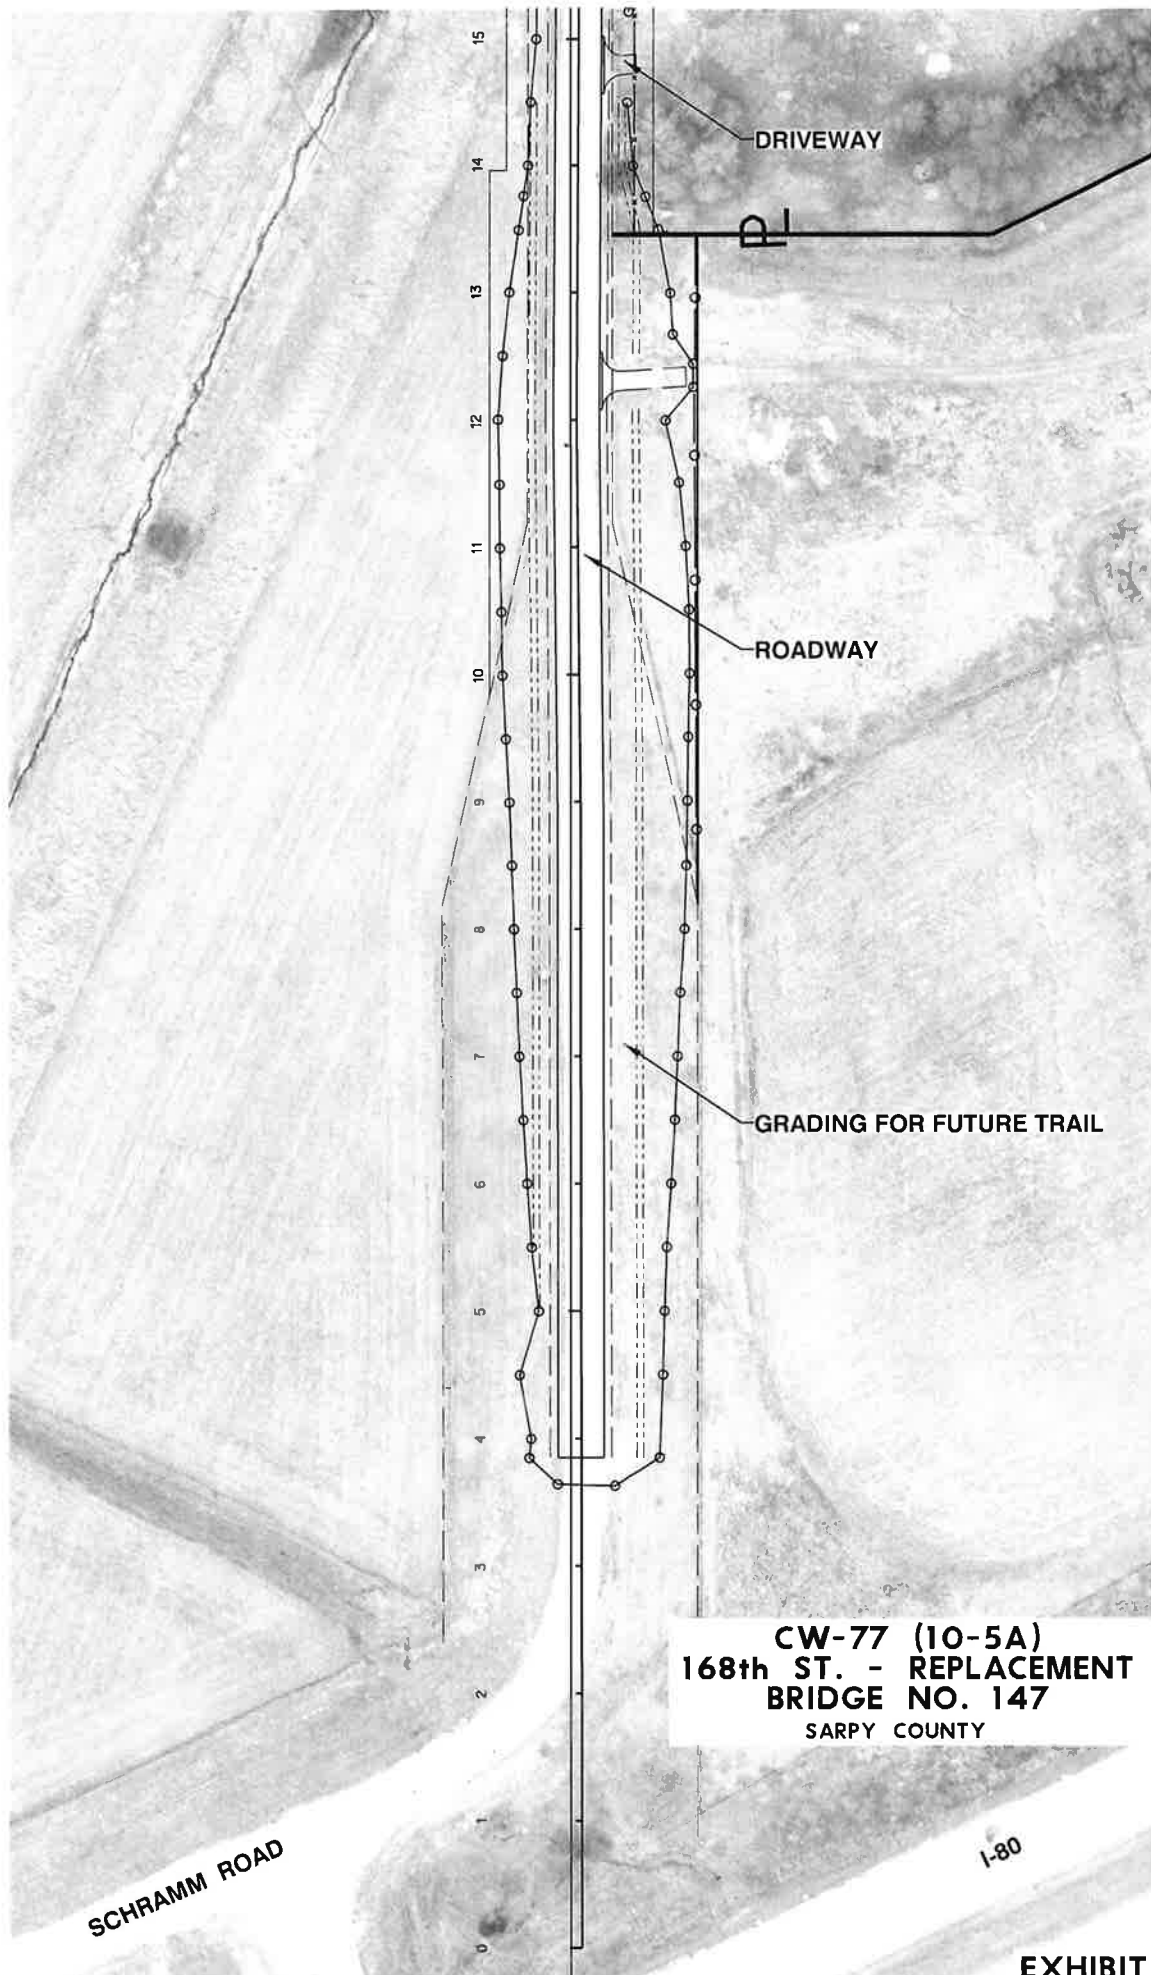 15
DRIVEWAY
14
PL
13
12
11
ROADWAY
10
9
8
7
GRADING FOR FUTURE TRAIL
6
5
4
3
CW-77 (10-5A)
168th ST. - REPLACEMENT
BRIDGE NO. 147
SARPY COUNTY
2
1
SCHRAMM ROAD
I-80
0
EXHIBIT